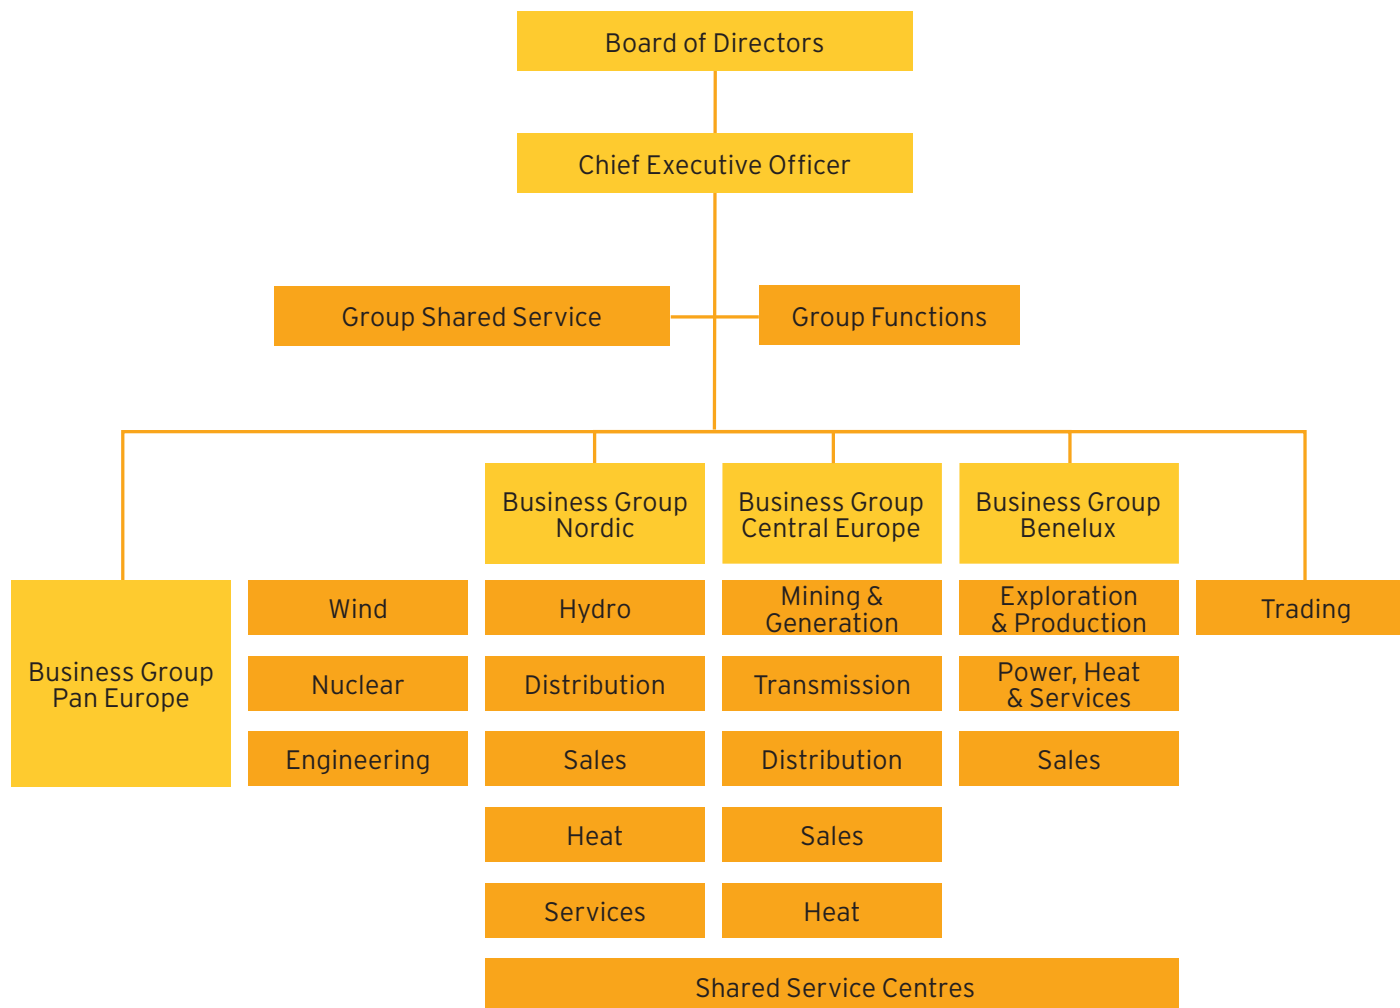 Board of Directors
Chief Executive Officer
Group Shared Service
Group Functions
Business Group
Nordic
Business Group
Central Europe
Business Group
Benelux
Business Group
Pan Europe
Wind
Hydro
Mining &
Generation
Exploration
& Production
Trading
Nuclear
Distribution
Transmission
Power, Heat
& Services
Engineering
Sales
Distribution
Sales
Heat
Sales
Services
Heat
Shared Service Centres